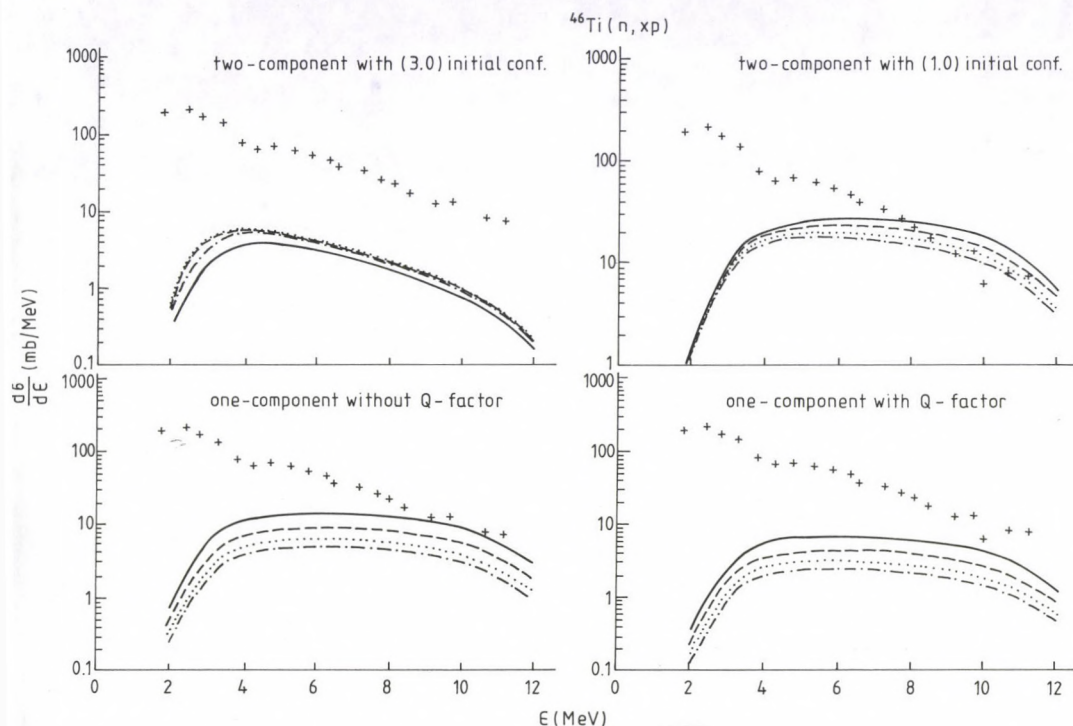 ⁴⁶Ti(n,xp)
two-component with (3.0) initial conf.
1000
100
10
1
0.1
two-component with (1.0) initial conf.
1000
100
10
1
dϬ
dE (mb/MeV)
one-component without Q-factor
1000
100
10
1
0.1
0 2 4 6 8 10 12
one-component with Q-factor
1000
100
10
1
0.1
0 2 4 6 8 10 12
E(MeV)